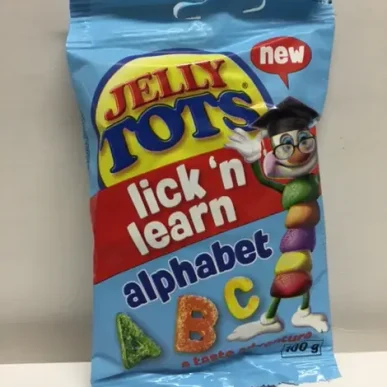 new
JELLY
TOTS®
lick 'n
learn
alphabet
A B C
a taste adventure
100 g